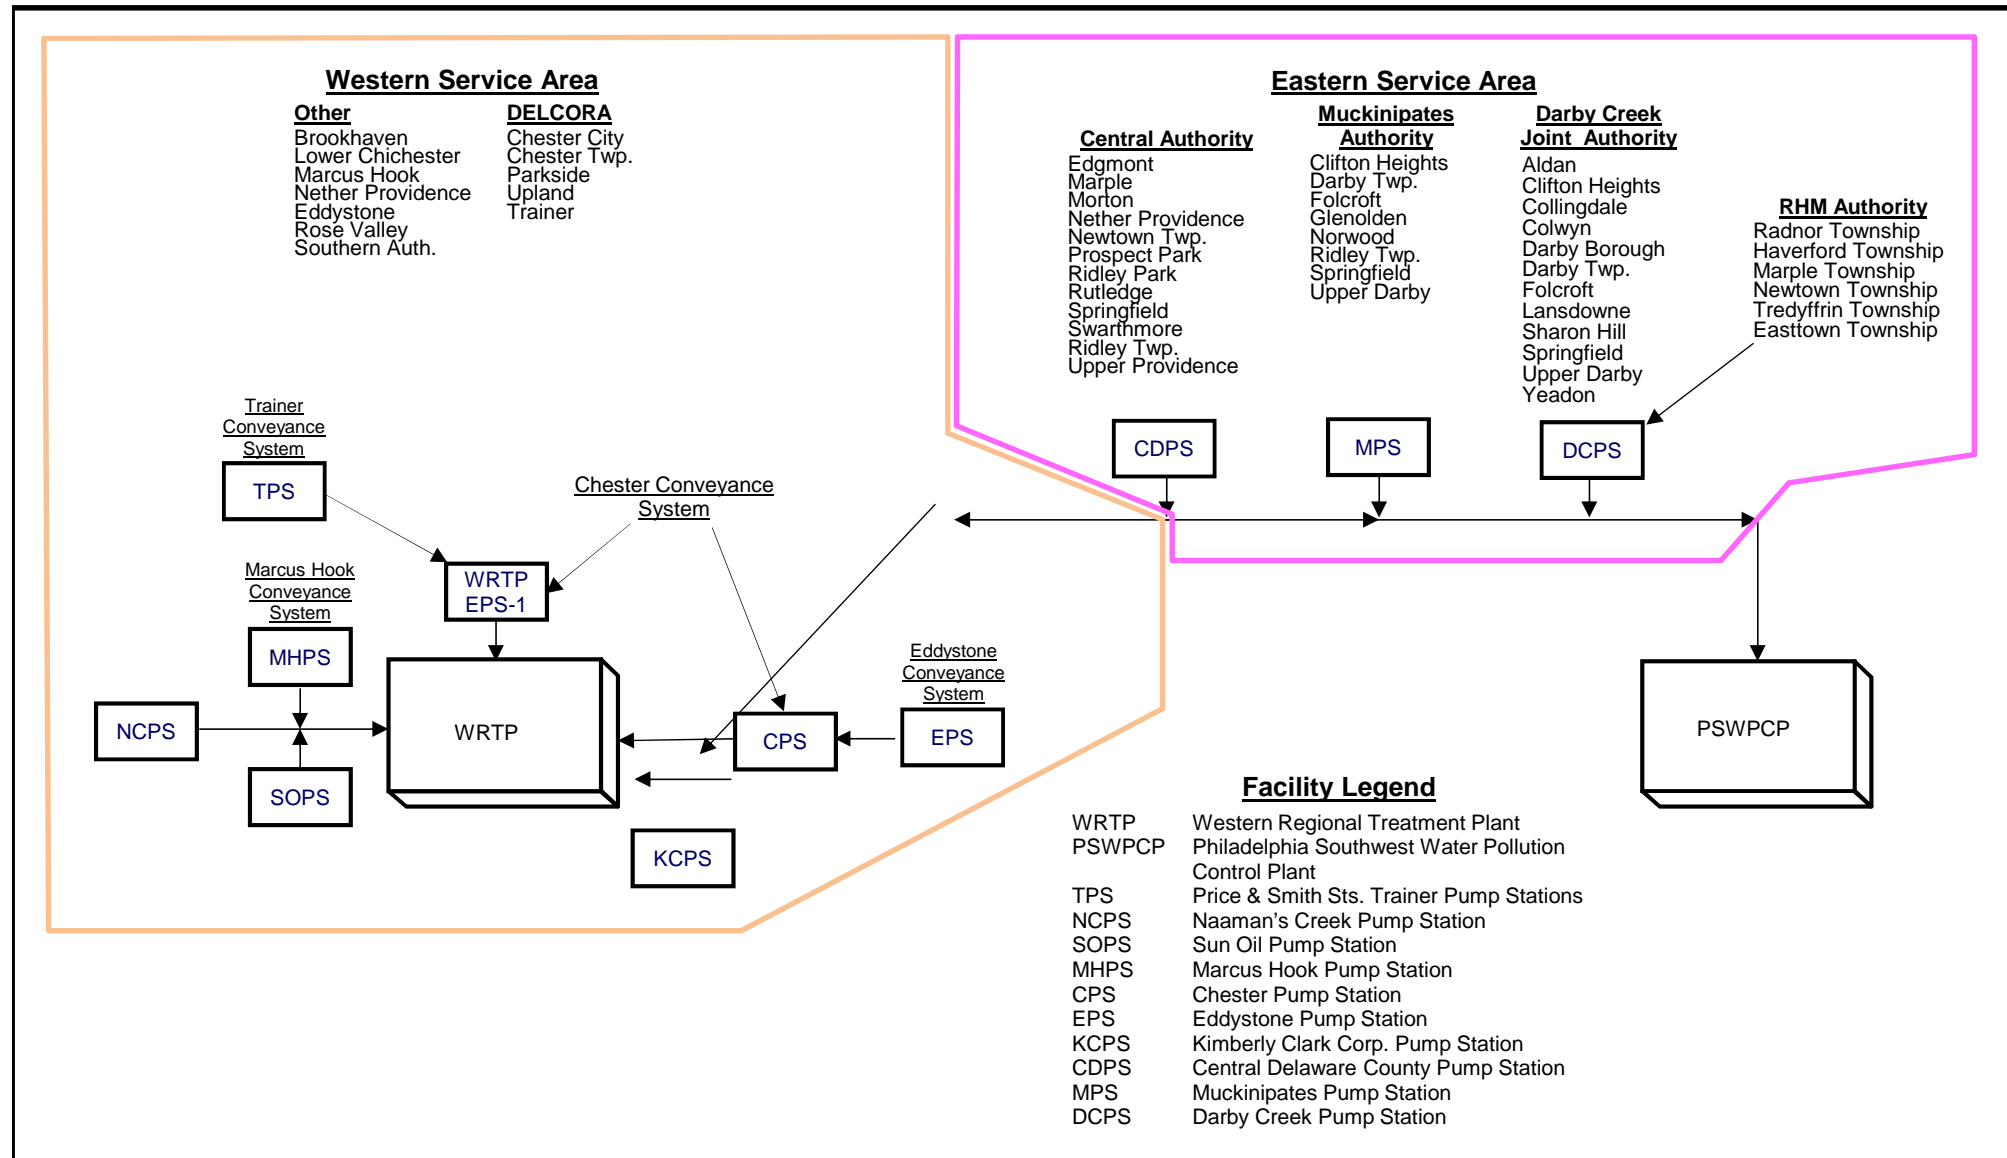 Western Service Area
Other
Brookhaven
Lower Chichester
Marcus Hook
Nether Providence
Eddystone
Rose Valley
Southern Auth.
DELCORA
Chester City
Chester Twp.
Parkside
Upland
Trainer
Eastern Service Area
Central Authority
Edgmont
Marple
Morton
Nether Providence
Newtown Twp.
Prospect Park
Ridley Park
Rutledge
Springfield
Swarthmore
Ridley Twp.
Upper Providence
Muckinipates
Authority
Clifton Heights
Darby Twp.
Folcroft
Glenolden
Norwood
Ridley Twp.
Springfield
Upper Darby
Darby Creek
Joint Authority
Aldan
Clifton Heights
Collingdale
Colwyn
Darby Borough
Darby Twp.
Folcroft
Lansdowne
Sharon Hill
Springfield
Upper Darby
Yeadon
RHM Authority
Radnor Township
Haverford Township
Marple Township
Newtown Township
Tredyffrin Township
Easttown Township
CDPS
MPS
DCPS
Trainer
Conveyance
System
TPS
Chester Conveyance
System
WRTP
EPS-1
Marcus Hook
Conveyance
System
MHPS
NCPS
SOPS
WRTP
CPS
Eddystone
Conveyance
System
EPS
KCPS
PSWPCP
Facility Legend
WRTP Western Regional Treatment Plant
PSWPCP Philadelphia Southwest Water Pollution
Control Plant
TPS Price & Smith Sts. Trainer Pump Stations
NCPS Naaman’s Creek Pump Station
SOPS Sun Oil Pump Station
MHPS Marcus Hook Pump Station
CPS Chester Pump Station
EPS Eddystone Pump Station
KCPS Kimberly Clark Corp. Pump Station
CDPS Central Delaware County Pump Station
MPS Muckinipates Pump Station
DCPS Darby Creek Pump Station